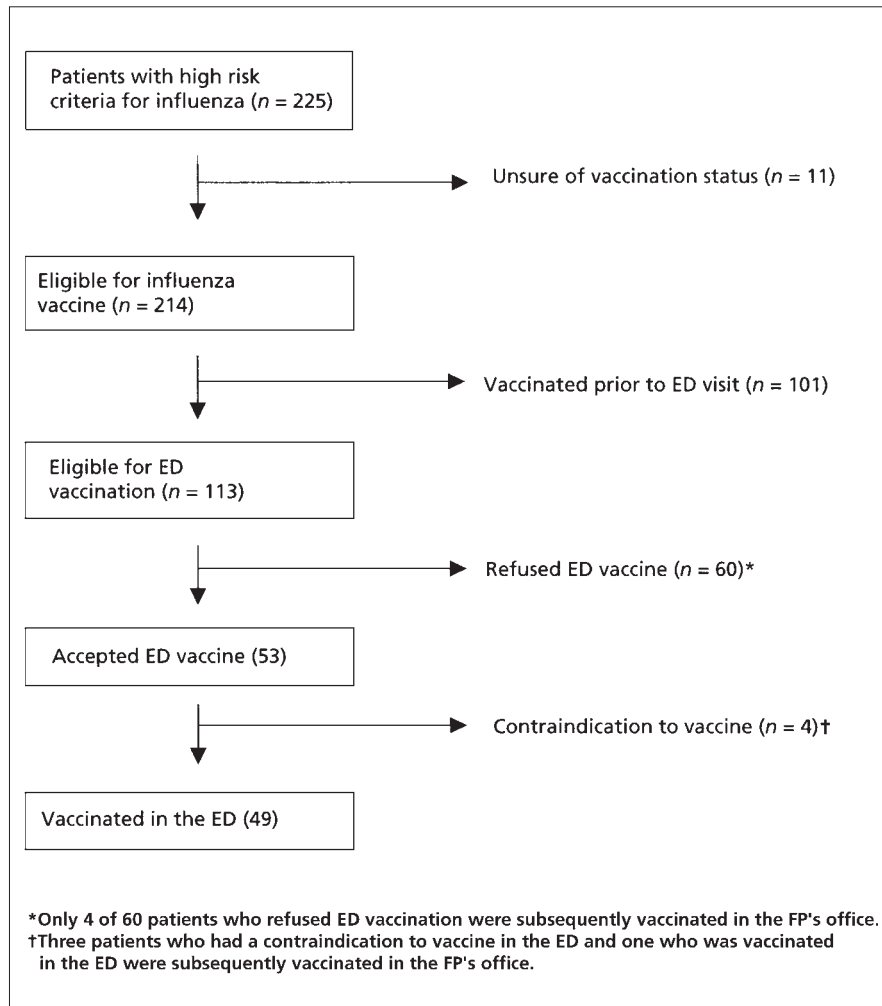 Patients with high risk
criteria for influenza (n = 225)
Unsure of vaccination status (n = 11)
Eligible for influenza
vaccine (n = 214)
Vaccinated prior to ED visit (n = 101)
Eligible for ED
vaccination (n = 113)
Refused ED vaccine (n = 60)*
Accepted ED vaccine (53)
Contraindication to vaccine (n = 4)†
Vaccinated in the ED (49)
*Only 4 of 60 patients who refused ED vaccination were subsequently vaccinated in the FP's office.
†Three patients who had a contraindication to vaccine in the ED and one who was vaccinated
in the ED were subsequently vaccinated in the FP's office.